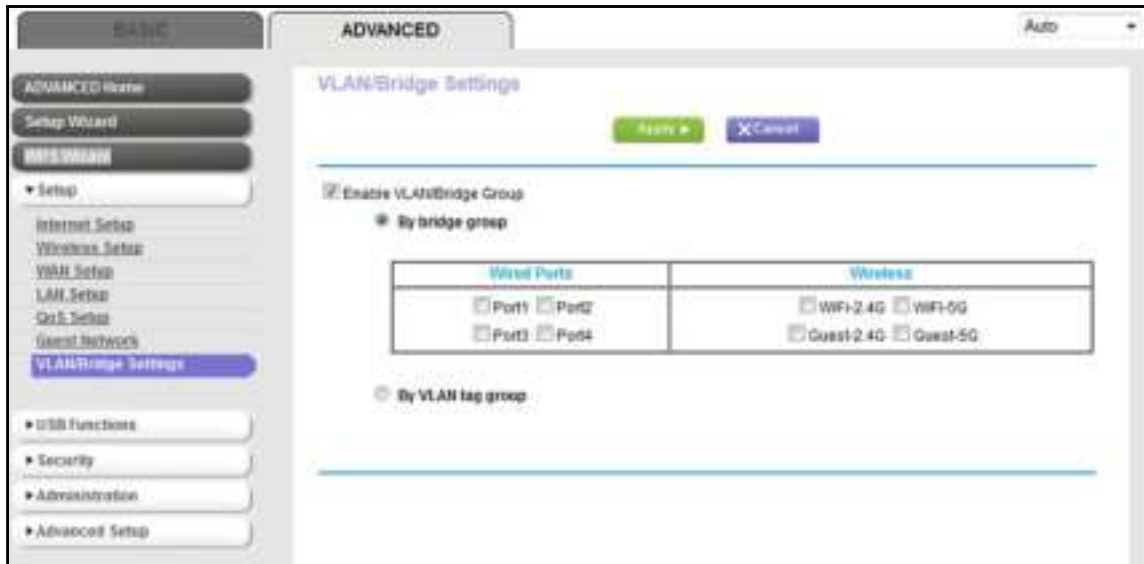 BASIC
ADVANCED
Auto
ADVANCED Home
Setup Wizard
WPS Wizard
Setup
Internet Setup
Wireless Setup
WAN Setup
LAN Setup
QoS Setup
Guest Network
VLAN/Bridge Settings
USB Functions
Security
Administration
Advanced Setup
VLAN/Bridge Settings
Apply
X Cancel
Enable VLAN/Bridge Group
By bridge group
Wired Ports
Wireless
Port1 Port2
WiFi-2.4G WiFi-5G
Port3 Port4
Guest-2.4G Guest-5G
By VLAN tag group